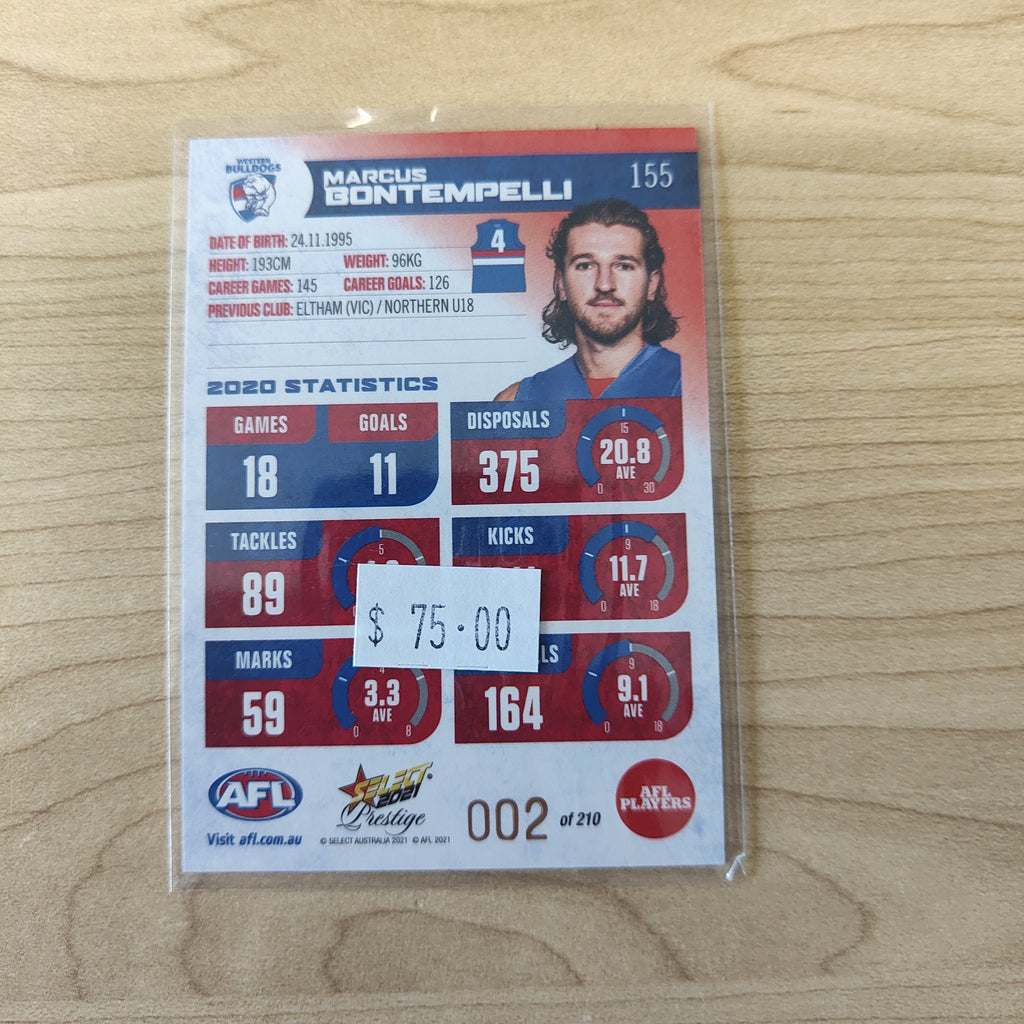 WESTERN
BULLDOGS
MARCUS
BONTEMPELLI
155
DATE OF BIRTH: 24.11.1995
4
HEIGHT: 193CM WEIGHT: 96KG
CAREER GAMES: 145 CAREER GOALS: 126
PREVIOUS CLUB: ELTHAM (VIC) / NORTHERN U18
2020 STATISTICS
GAMES GOALS
18 11
DISPOSALS
375
15
20.8
AVE
0 30
TACKLES
89
5
0
KICKS
9
11.7
AVE
0 18
$ 75.00
MARKS
59
4
3.3
AVE
0 8
LS
164
9
9.1
AVE
0 18
AFL
Visit afl.com.au
SELECT
2021
Prestige
© SELECT AUSTRALIA 2021 © AFL 2021
002 of 210
AFL
PLAYERS